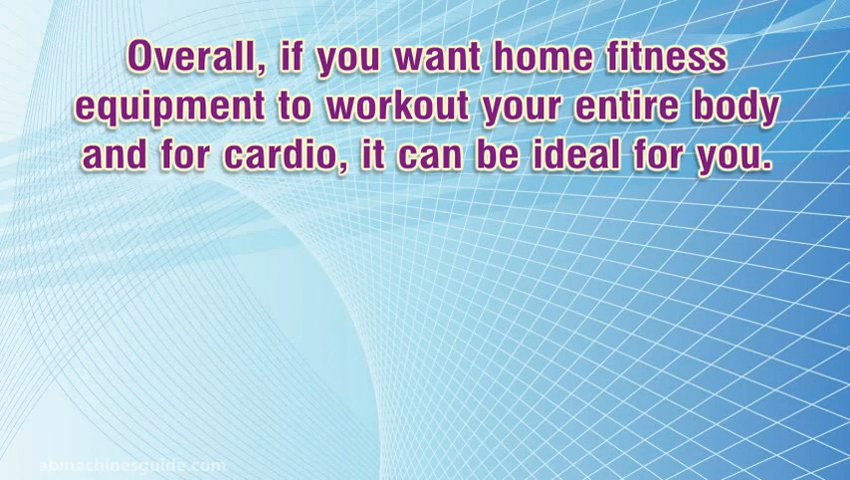 Overall, if you want home fitness
equipment to workout your entire body
and for cardio, it can be ideal for you.
abmachinesguide.com